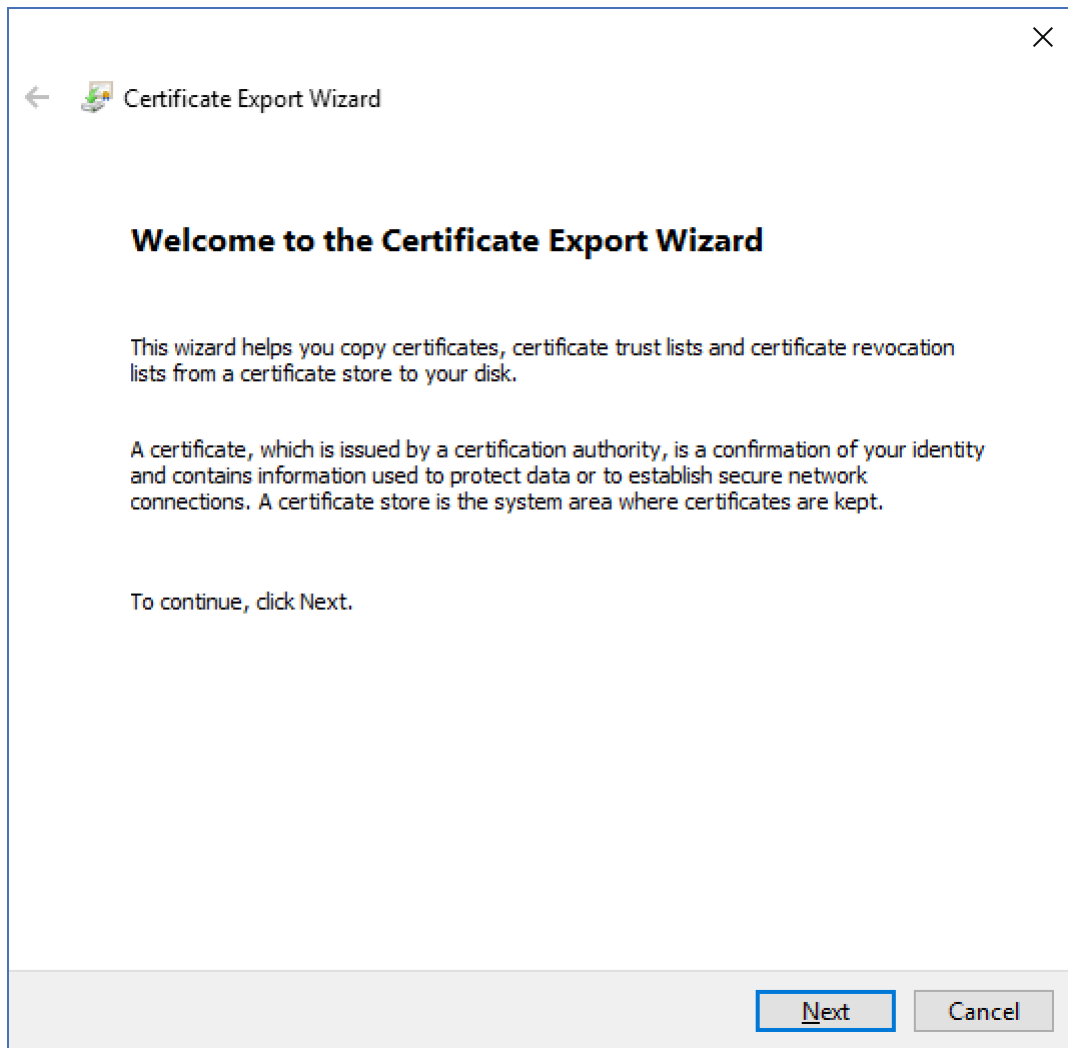 Certificate Export Wizard
Welcome to the Certificate Export Wizard
This wizard helps you copy certificates, certificate trust lists and certificate revocation
lists from a certificate store to your disk.
A certificate, which is issued by a certification authority, is a confirmation of your identity
and contains information used to protect data or to establish secure network
connections. A certificate store is the system area where certificates are kept.
To continue, click Next.
Next Cancel